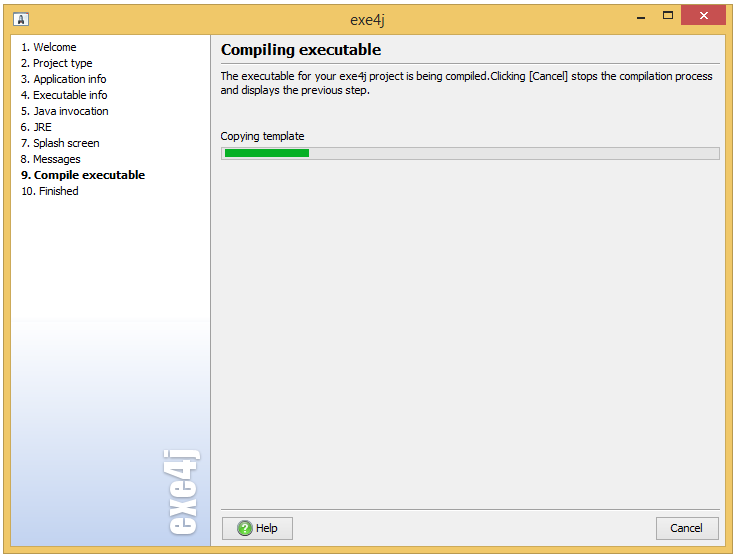 exe4j
1. Welcome
2. Project type
3. Application info
4. Executable info
5. Java invocation
6. JRE
7. Splash screen
8. Messages
9. Compile executable
10. Finished
exe4j
Compiling executable
The executable for your exe4j project is being compiled.Clicking [Cancel] stops the compilation process
and displays the previous step.
Copying template
? Help
Cancel